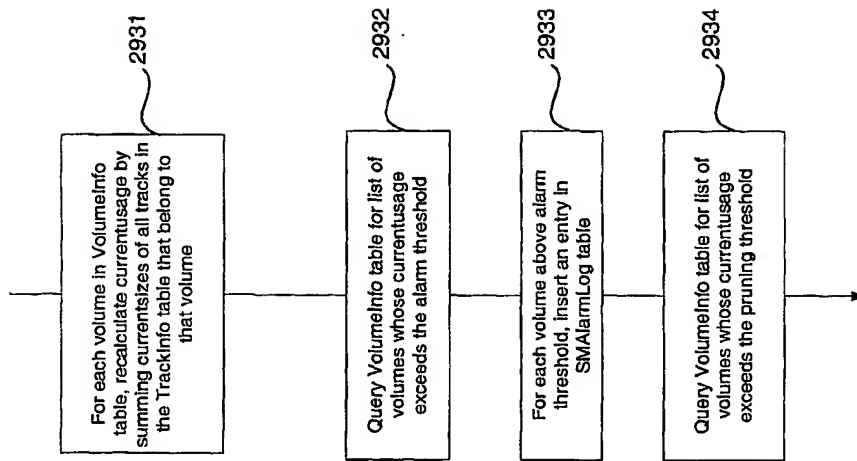 2931
For each volume in VolumeInfo
table, recalculate currentusage by
summing currentsizes of all tracks in
the TrackInfo table that belong to
that volume
2932
Query VolumeInfo table for list of
volumes whose currentusage
exceeds the alarm threshold
2933
For each volume above alarm
threshold, insert an entry in
SMAlarmLog table
2934
Query VolumeInfo table for list of
volumes whose currentusage
exceeds the pruning threshold